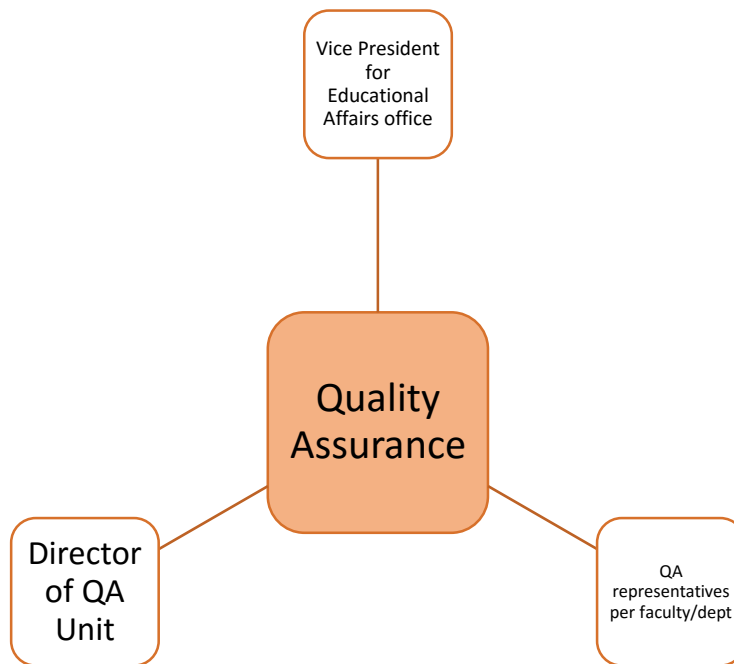 Vice President
for
Educational
Affairs office
Quality
Assurance
Director
of QA
Unit
QA
representatives
per faculty/dept